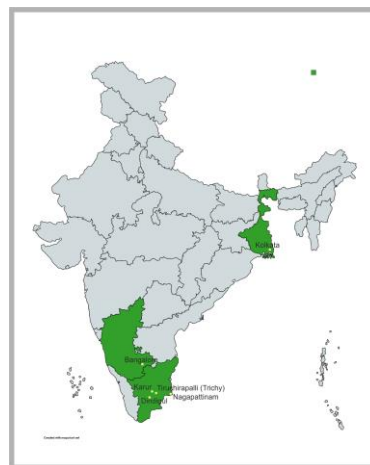 Kolkata
Bangalore
Karur Tiruchirapalli (Trichy)
Nagapattinam
Dindigul